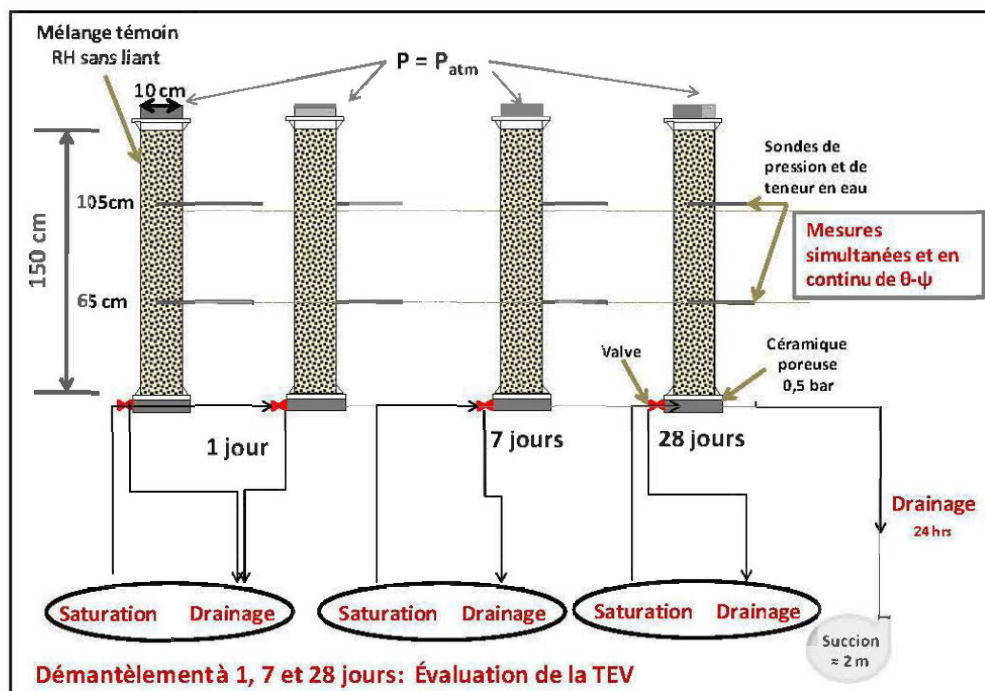 Mélange témoin
RH sans liant
P = Patm
10 cm
Sondes de
pression et de
teneur en eau
105cm
Mesures
simultanées et en
continu de θ-ψ
150 cm
65 cm
Valve
Céramique
poreuse
0,5 bar
1 jour
7 jours
28 jours
Drainage
24 hrs
Saturation Drainage
Saturation Drainage
Saturation Drainage
Succion
≈ 2 m
Démantèlement à 1, 7 et 28 jours: Évaluation de la TEV